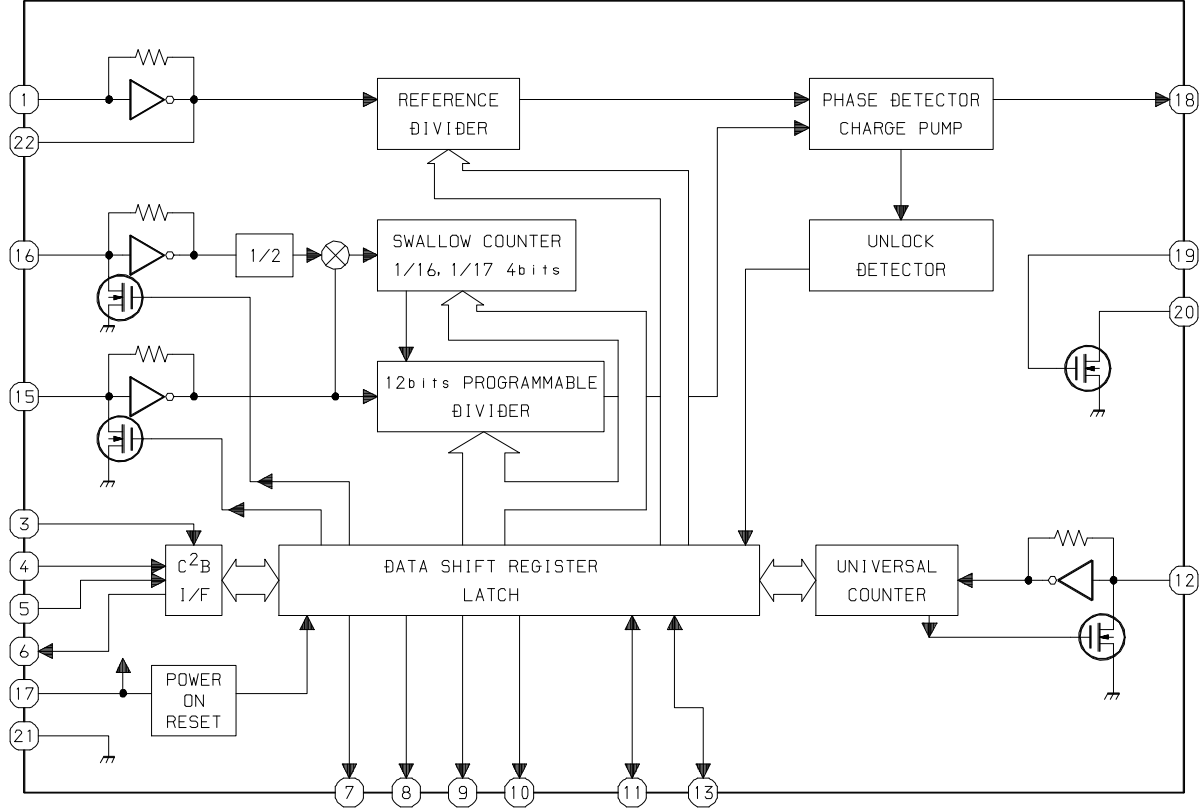 1
REFERENCE
DIVIDER
PHASE DETECTOR
CHARGE PUMP
18
22
16
1/2
SWALLOW COUNTER
1/16, 1/17 4bits
UNLOCK
DETECTOR
19
20
15
12bits PROGRAMMABLE
DIVIDER
3
4
5
6
C²B
I/F
DATA SHIFT REGISTER
LATCH
UNIVERSAL
COUNTER
12
17
POWER
ON
RESET
21
7
8
9
10
11
13